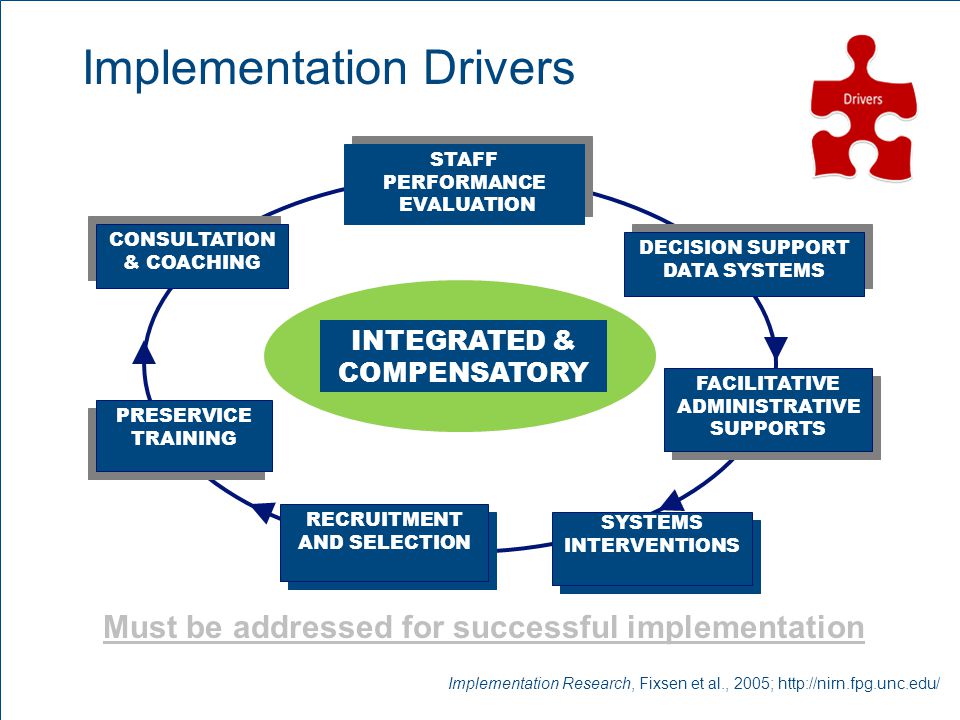 Implementation Drivers
Drivers
STAFF
PERFORMANCE
EVALUATION
CONSULTATION
& COACHING
DECISION SUPPORT
DATA SYSTEMS
INTEGRATED &
COMPENSATORY
FACILITATIVE
ADMINISTRATIVE
SUPPORTS
PRESERVICE
TRAINING
RECRUITMENT
AND SELECTION
SYSTEMS
INTERVENTIONS
Must be addressed for successful implementation
Implementation Research, Fixsen et al., 2005; http://nirn.fpg.unc.edu/